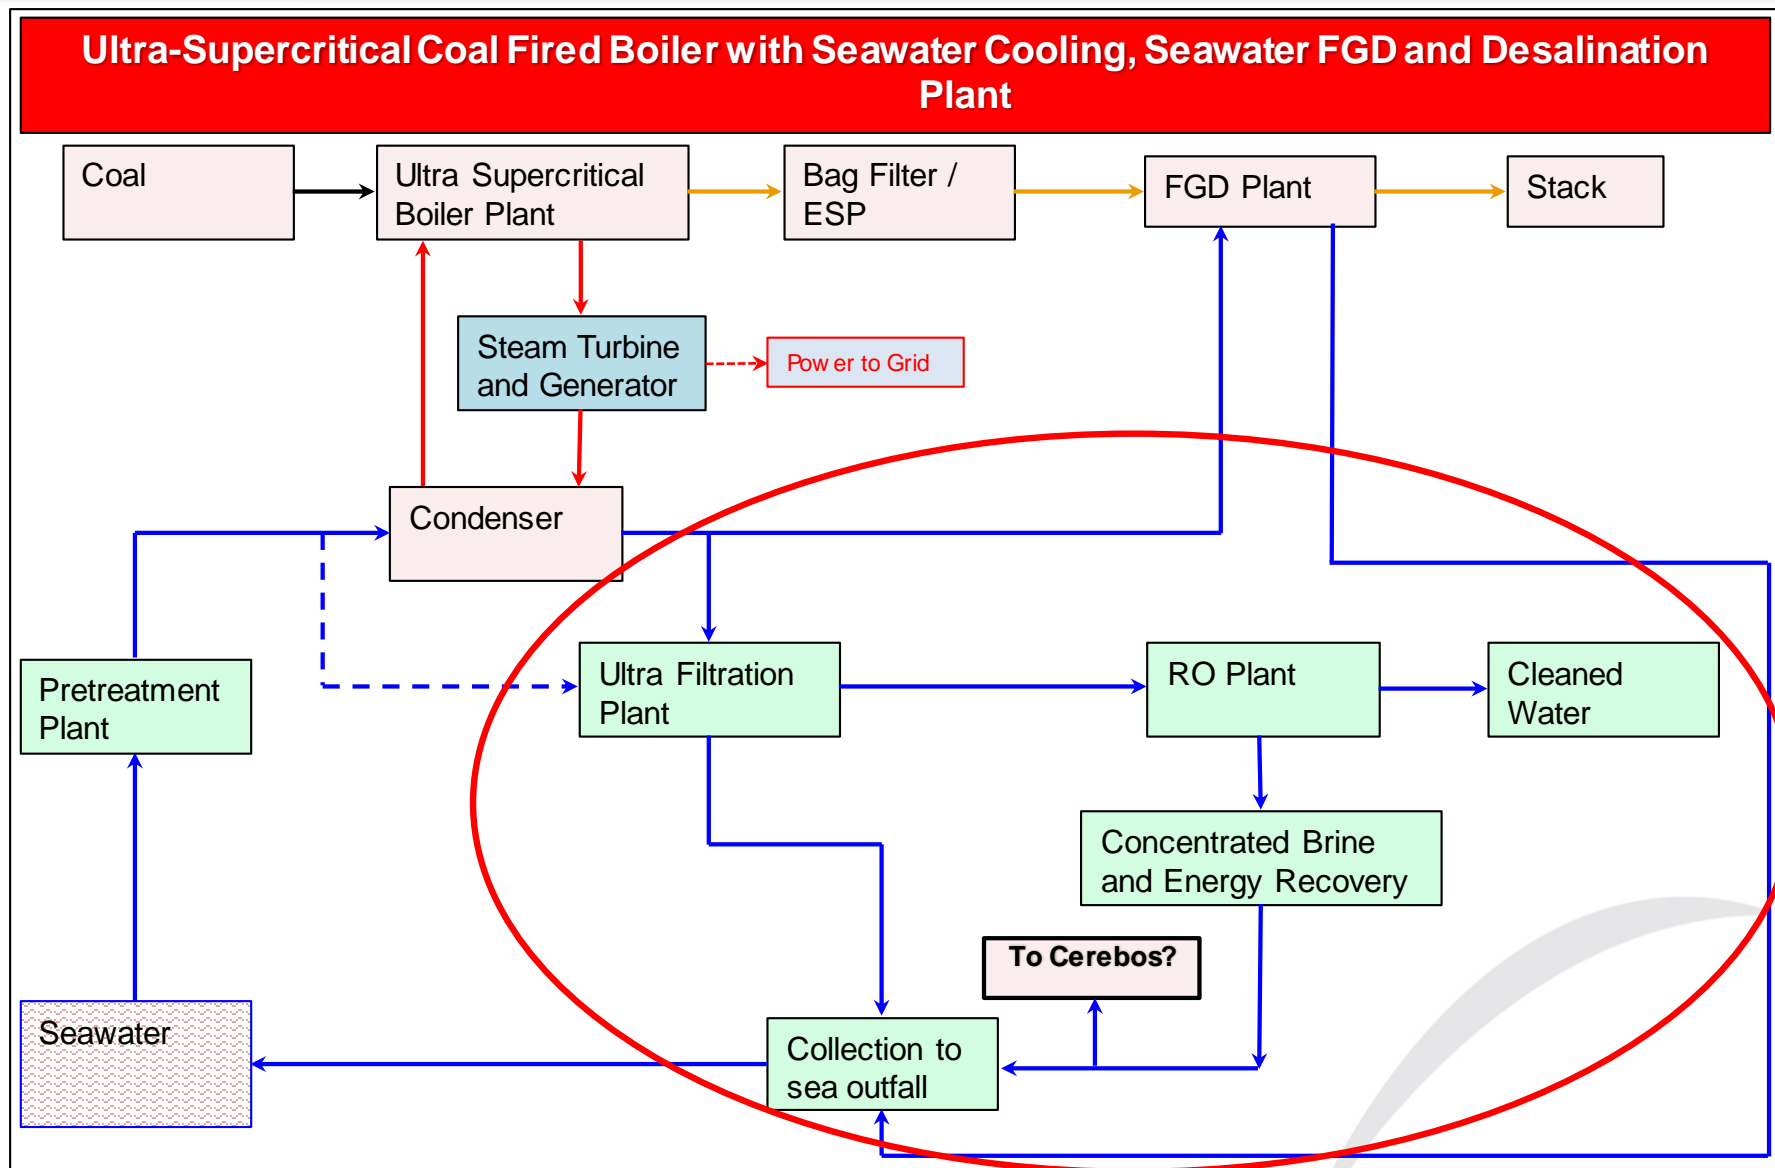 Ultra-Supercritical Coal Fired Boiler with Seawater Cooling, Seawater FGD and Desalination
Plant
Coal
Ultra Supercritical
Boiler Plant
Bag Filter /
ESP
FGD Plant
Stack
Steam Turbine
and Generator
Power to Grid
Condenser
Pretreatment
Plant
Ultra Filtration
Plant
RO Plant
Cleaned
Water
Concentrated Brine
and Energy Recovery
To Cerebos?
Seawater
Collection to
sea outfall